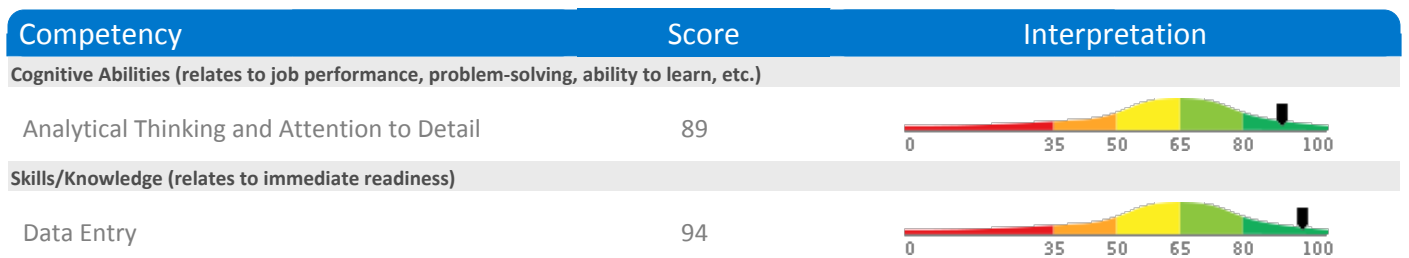 Competency Score Interpretation
Cognitive Abilities (relates to job performance, problem-solving, ability to learn, etc.)
Analytical Thinking and Attention to Detail 89
0 35 50 65 80 100
Skills/Knowledge (relates to immediate readiness)
Data Entry 94
0 35 50 65 80 100